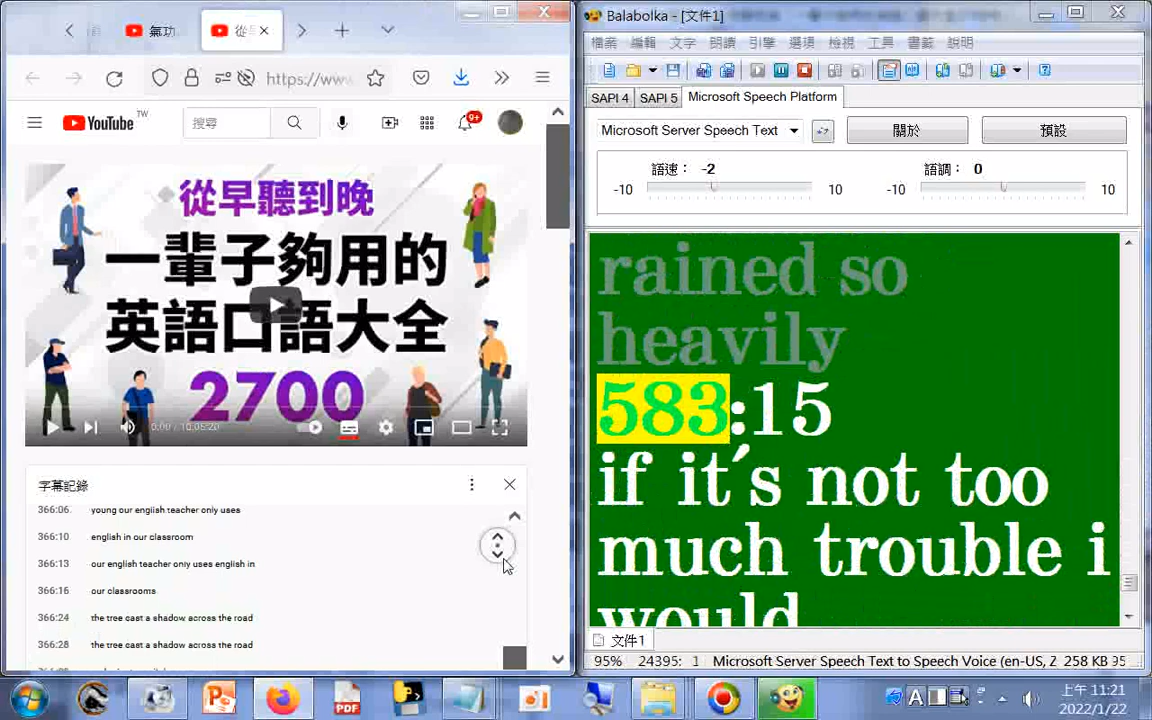 氣功
從
https://www
YouTube TW
搜尋
9+
從早聽到晚
一輩子夠用的
英語口語大全
2700
0:00 / 10:05:20
字幕記錄
366:06 young our english teacher only uses
366:10 english in our classroom
366:13 our english teacher only uses english in
366:16 our classrooms
366:24 the tree cast a shadow across the road
366:28 the tree cast a shadow across the road
Balabolka - [文件1]
檔案 編輯 文字 朗讀 引擎 選項 檢視 工具 書籤 說明
SAPI 4 SAPI 5 Microsoft Speech Platform
Microsoft Server Speech Text 關於 預設
語速： -2 語調： 0
-10 10 -10 10
rained so
heavily
583:15
if it´s not too
much trouble i
would
文件1
95% 24395: 1 Microsoft Server Speech Text to Speech Voice (en-US, Z 258 KB 95
PDF
A
上午 11:21
2022/1/22